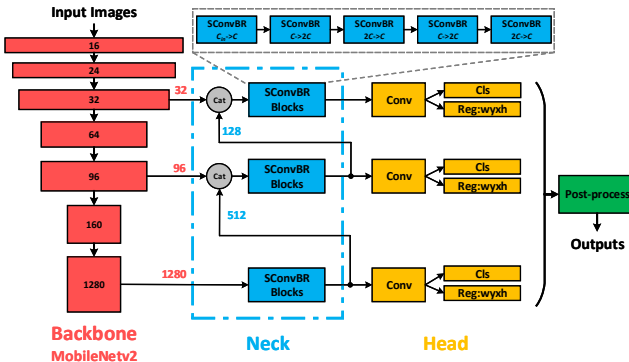 Input Images
16
24
32
64
96
160
1280
Backbone
MobileNetv2
SConvBR
Cin->C
SConvBR
C->2C
SConvBR
2C->C
SConvBR
C->2C
SConvBR
2C->C
32
Cat
SConvBR
Blocks
128
96
Cat
SConvBR
Blocks
512
1280
SConvBR
Blocks
Neck
Conv
Cls
Reg:wyxh
Conv
Cls
Reg:wyxh
Conv
Cls
Reg:wyxh
Head
Post-process
Outputs